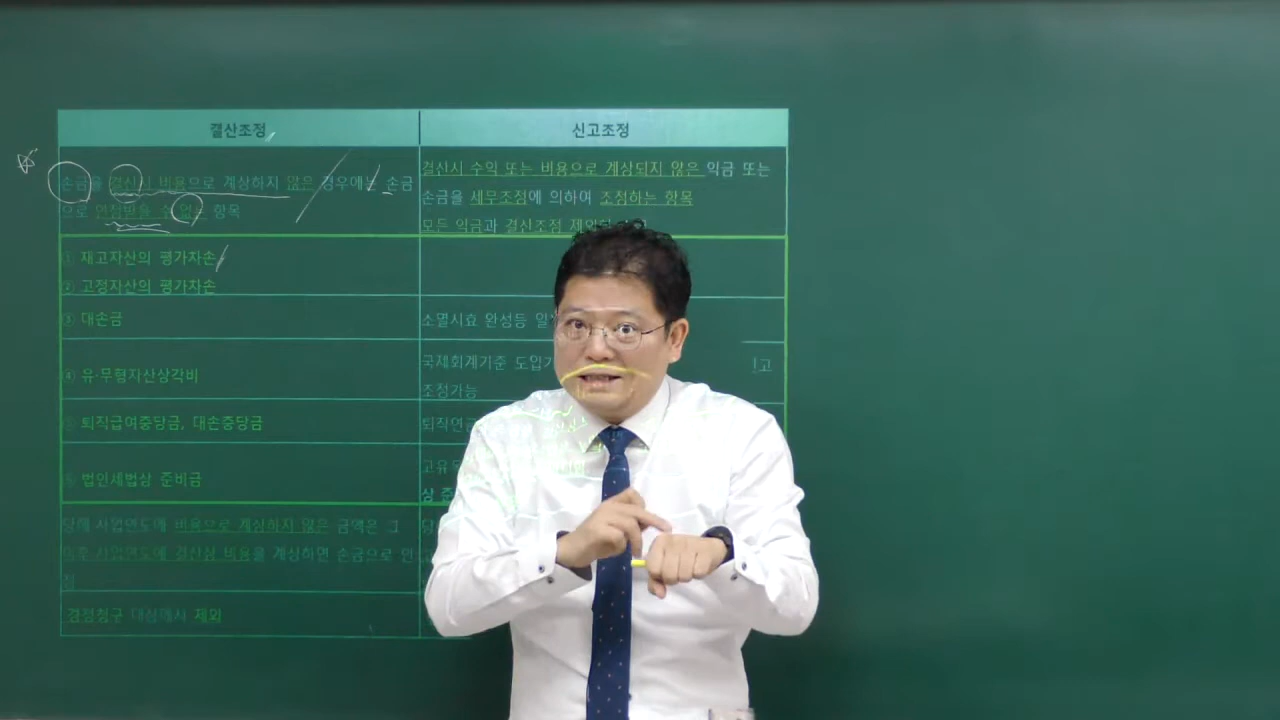 결산조정
신고조정
손금을 결산시 비용으로 계상하지 않은 경우에는 손금
으로 인정받을 수 없는 항목
결산시 수익 또는 비용으로 계상되지 않은 익금 또는
손금을 세무조정에 의하여 조정하는 항목
모든 익금과 결산조정
① 재고자산의 평가차손
② 고정자산의 평가차손
③ 대손금
소멸시효 완성등
④ 유·무형자산상각비
국제회계기준 도입
고
조정가능
퇴직급여충당금, 대손충당금
법인세법상 준비금
상
당해 사업연도에 비용으로 계상하지 않은 금액은 그
이후 사업연도에 결산상 비용을 계상하면 손금으로 인
정
당
경정청구 대상에서 제외